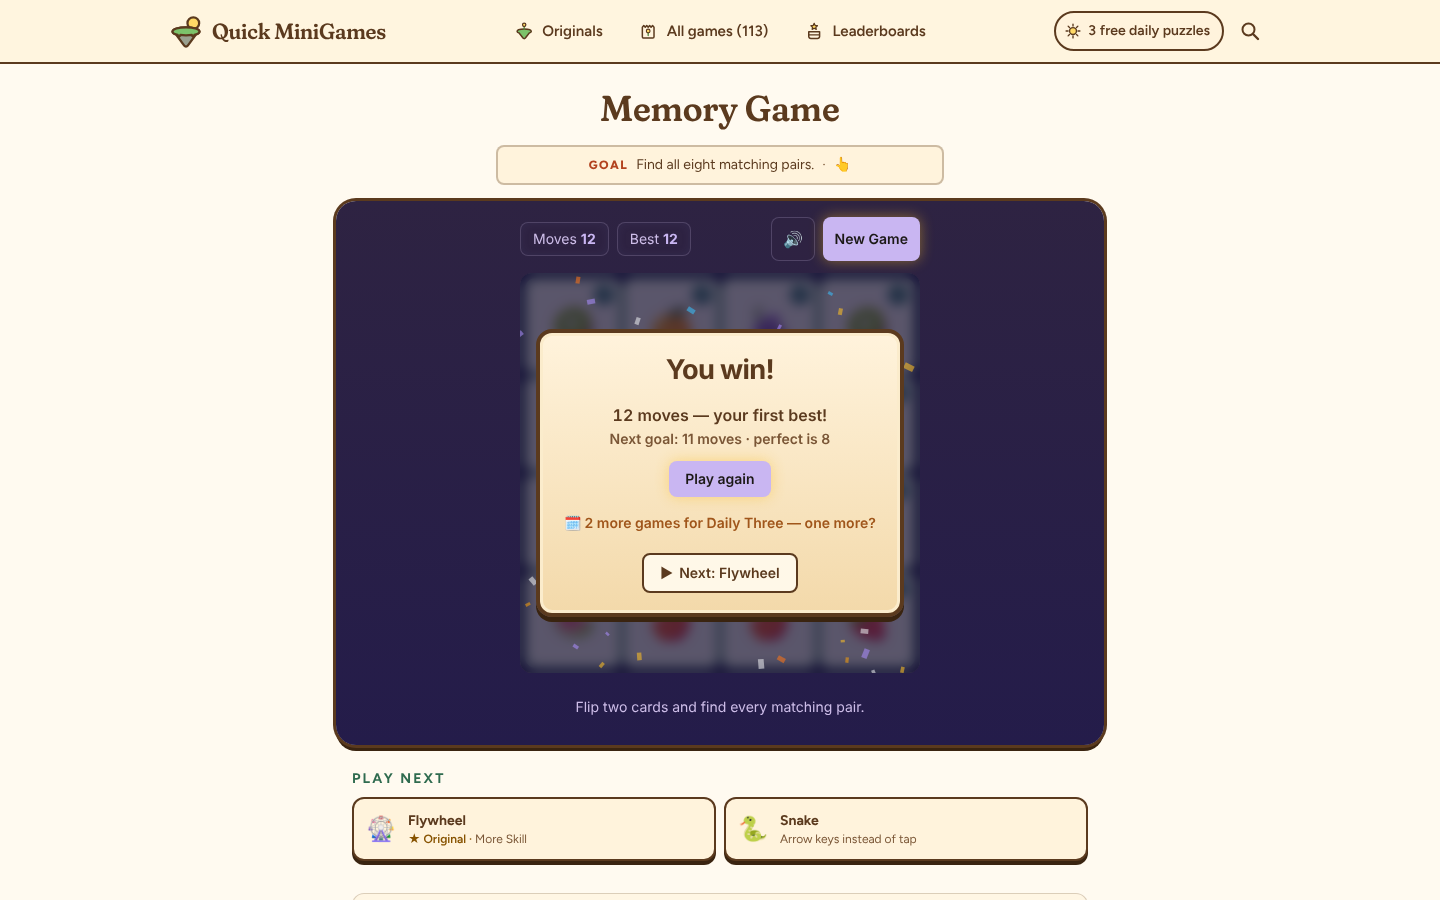 Quick MiniGames
Originals
All games (113)
Leaderboards
3 free daily puzzles
Memory Game
GOAL Find all eight matching pairs. ·
Moves 12
Best 12
New Game
You win!
12 moves — your first best!
Next goal: 11 moves · perfect is 8
Play again
2 more games for Daily Three — one more?
Next: Flywheel
Flip two cards and find every matching pair.
PLAY NEXT
Flywheel
★ Original · More Skill
Snake
Arrow keys instead of tap